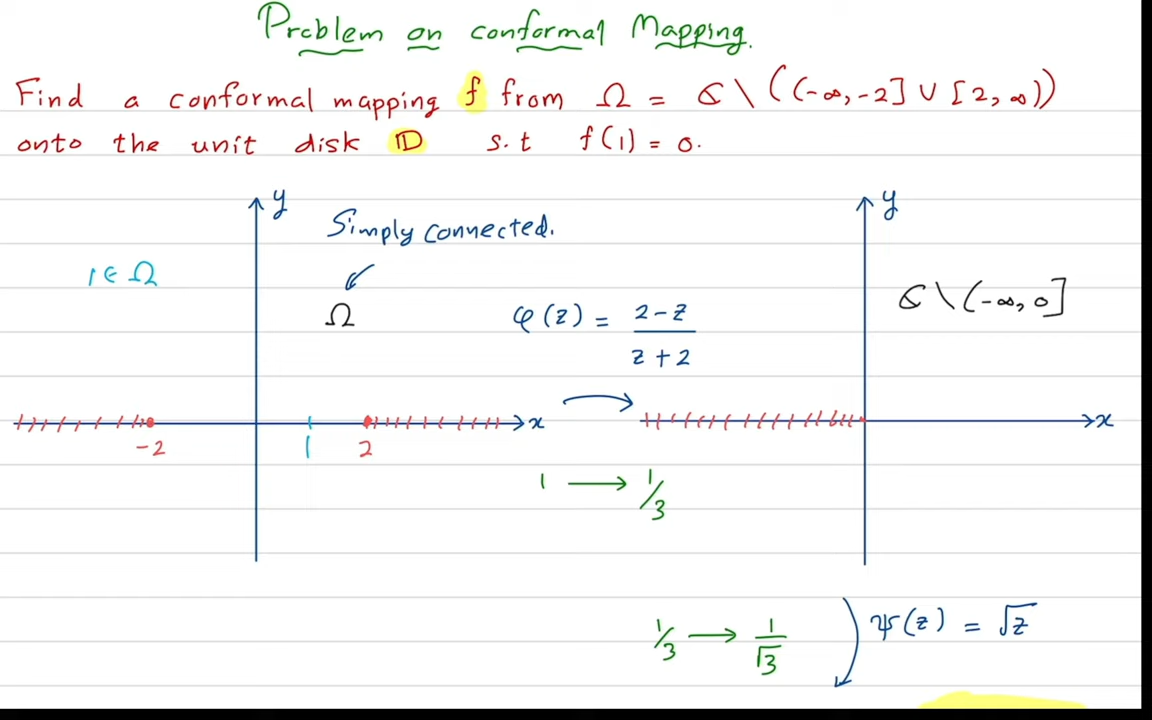 Problem on conformal Mapping.
Find a conformal mapping f from Ω = ℂ \ ((-∞,-2] ∪ [2,∞))
onto the unit disk 𝔻 s.t f(1) = 0.
y
y
Simply connected.
1 ∈ Ω
ℂ \ (-∞, 0]
Ω
φ(z) = 2-z / z+2
x
x
-2
1
2
1 → 1/3
1/3 → 1/√3
ψ(z) = √z